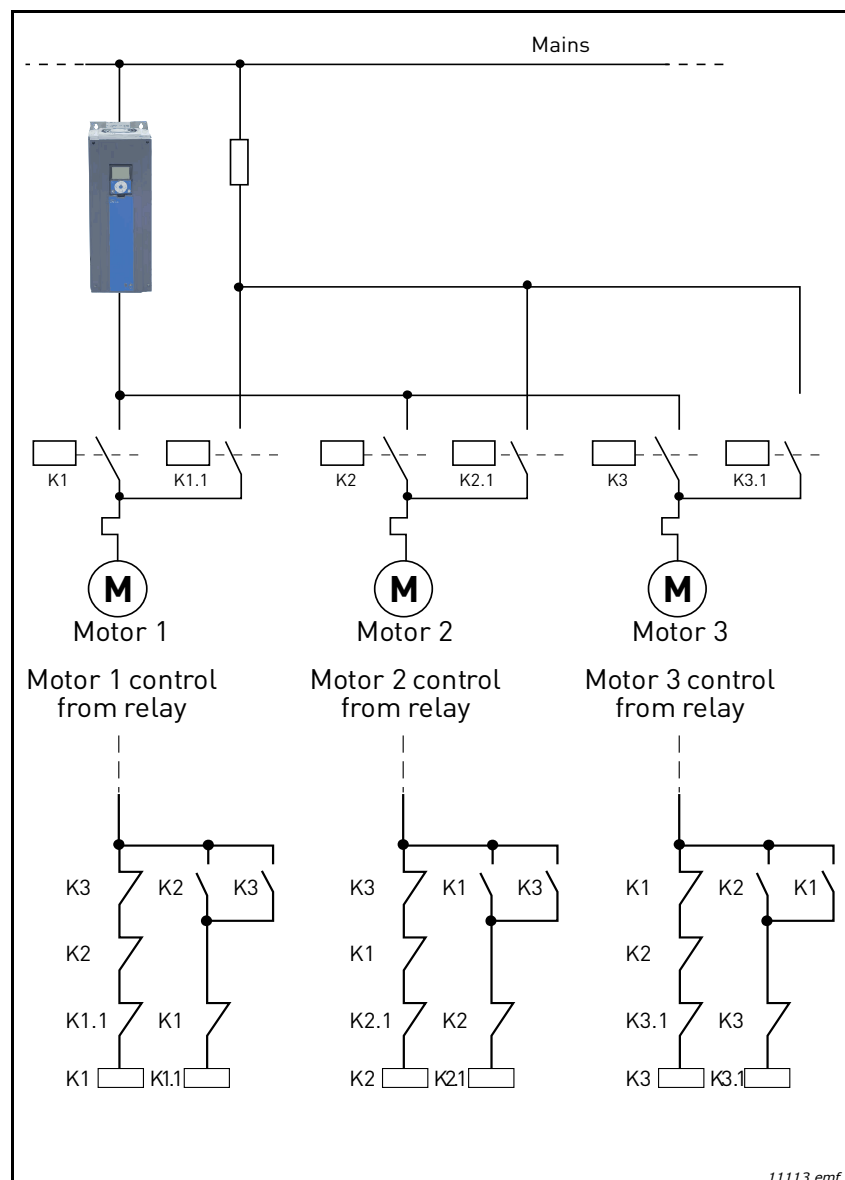 Mains
K1 K1.1 K2 K2.1 K3 K3.1
M M M
Motor 1 Motor 2 Motor 3
Motor 1 control Motor 2 control Motor 3 control
from relay from relay from relay
K3 K2 K3 K3 K1 K3 K1 K2 K1
K2 K1 K2
K1.1 K1 K2.1 K2 K3.1 K3
K1 K1.1 K2 K2.1 K3 K3.1
11113.emf